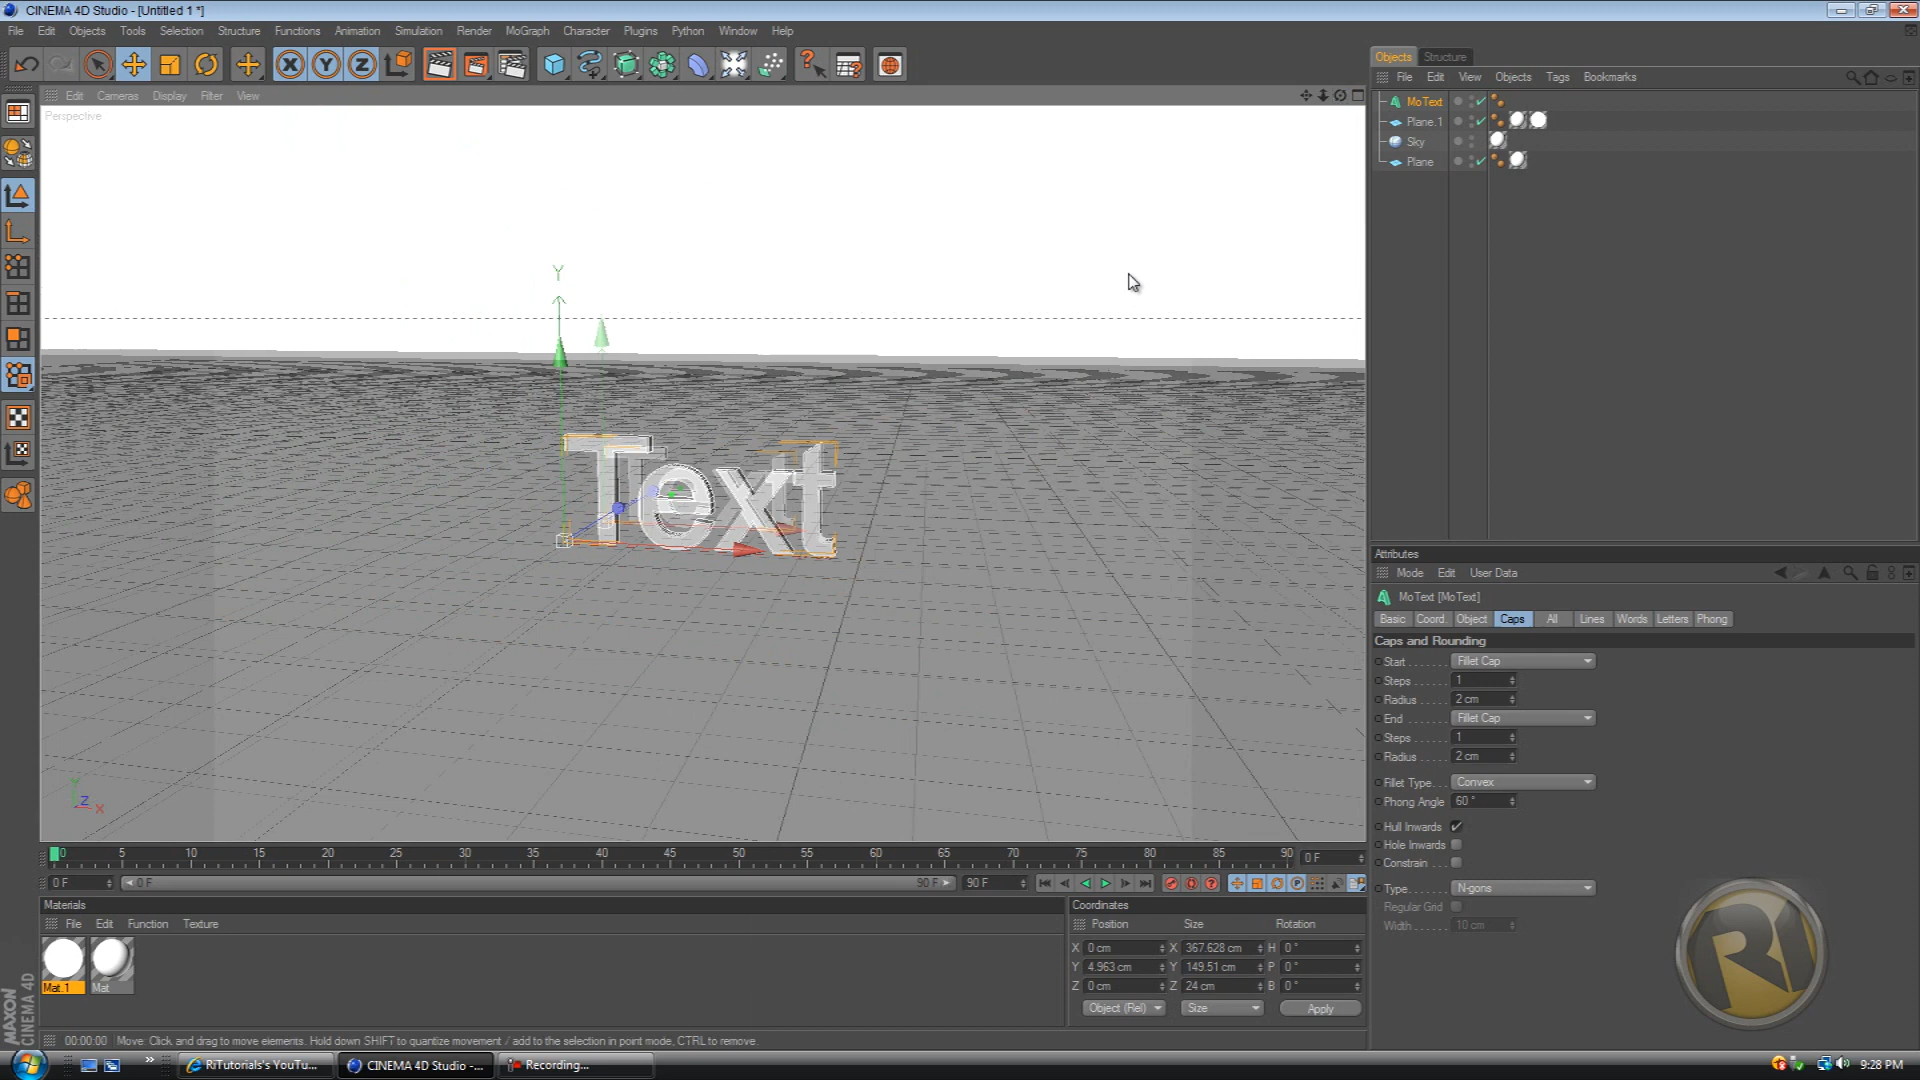 CINEMA 4D Studio - [Untitled 1 *]
File Edit Objects Tools Selection Structure Functions Animation Simulation Render MoGraph Character Plugins Python Window Help
Objects Structure
File Edit View Objects Tags Bookmarks
Edit Cameras Display Filter View
Perspective
MoText
Plane.1
Sky
Plane
Y
Text
Y
Z
X
Attributes
Mode Edit User Data
MoText [MoText]
Basic Coord. Object Caps All Lines Words Letters Phong
Caps and Rounding
Start Fillet Cap
Steps 1
Radius 2 cm
End Fillet Cap
Steps 1
Radius 2 cm
Fillet Type Convex
Phong Angle 60 °
Hull Inwards
Hole Inwards
Constrain
Type N-gons
Regular Grid
Width 10 cm
0 5 10 15 20 25 30 35 40 45 50 55 60 65 70 75 80 85 90 0 F
0 F 0 F 90 F 90 F
Materials
File Edit Function Texture
Mat.1 Mat
Coordinates
Position Size Rotation
X 0 cm X 367.628 cm H 0 °
Y 4.963 cm Y 149.51 cm P 0 °
Z 0 cm Z 24 cm B 0 °
Object (Rel) Size Apply
MAXON
CINEMA 4D
RI
00:00:00 Move: Click and drag to move elements. Hold down SHIFT to quantize movement / add to the selection in point mode, CTRL to remove.
RiTutorials's YouTu... CINEMA 4D Studio -... Recording... 9:28 PM